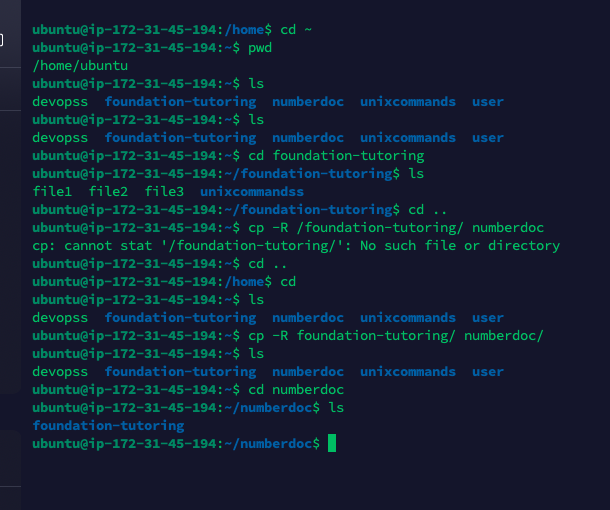 ubuntu@ip-172-31-45-194:/home$ cd ~
ubuntu@ip-172-31-45-194:~$ pwd
/home/ubuntu
ubuntu@ip-172-31-45-194:~$ ls
devopss  foundation-tutoring  numberdoc  unixcommands  user
ubuntu@ip-172-31-45-194:~$ ls
devopss  foundation-tutoring  numberdoc  unixcommands  user
ubuntu@ip-172-31-45-194:~$ cd foundation-tutoring
ubuntu@ip-172-31-45-194:~/foundation-tutoring$ ls
file1  file2  file3  unixcommandss
ubuntu@ip-172-31-45-194:~/foundation-tutoring$ cd ..
ubuntu@ip-172-31-45-194:~$ cp -R /foundation-tutoring/ numberdoc
cp: cannot stat '/foundation-tutoring/': No such file or directory
ubuntu@ip-172-31-45-194:~$ cd ..
ubuntu@ip-172-31-45-194:/home$ cd
ubuntu@ip-172-31-45-194:~$ ls
devopss  foundation-tutoring  numberdoc  unixcommands  user
ubuntu@ip-172-31-45-194:~$ cp -R foundation-tutoring/ numberdoc/
ubuntu@ip-172-31-45-194:~$ ls
devopss  foundation-tutoring  numberdoc  unixcommands  user
ubuntu@ip-172-31-45-194:~$ cd numberdoc
ubuntu@ip-172-31-45-194:~/numberdoc$ ls
foundation-tutoring
ubuntu@ip-172-31-45-194:~/numberdoc$